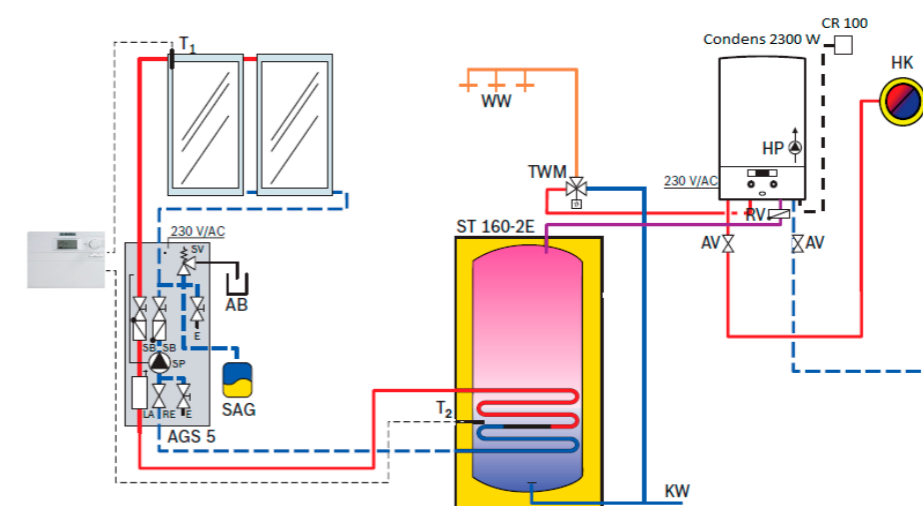 CR 100
Condens 2300 W
T1
HK
WW
HP
TWM
230 V/AC
RV
ST 160-2E
230 V/AC
SV
AV
AV
AB
E
SB
SB
SP
T
SAG
T2
LA
RE
E
AGS 5
KW